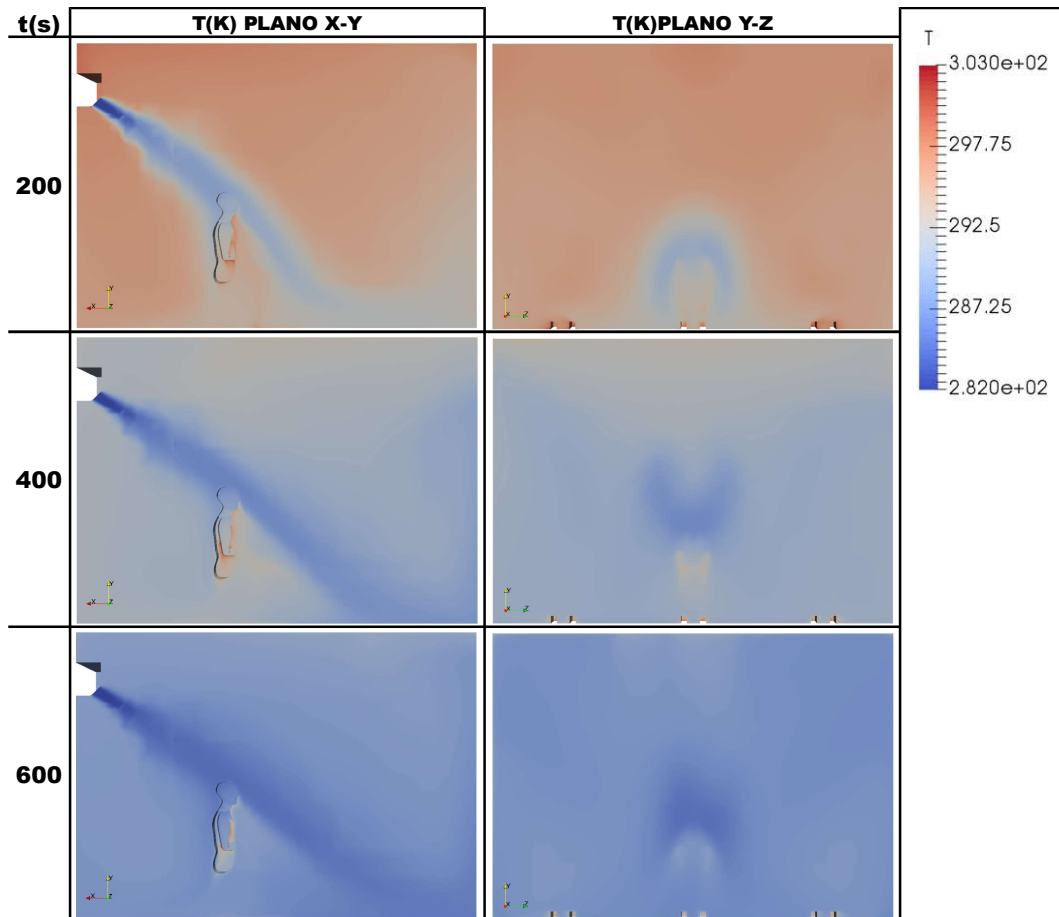 t(s) T(K) PLANO X-Y T(K)PLANO Y-Z
T
3.030e+02
297.75
292.5
287.25
2.820e+02
200
Y
X Z
Y
X Z
400
Y
X Z
Y
X Z
600
Y
X Z
Y
X Z